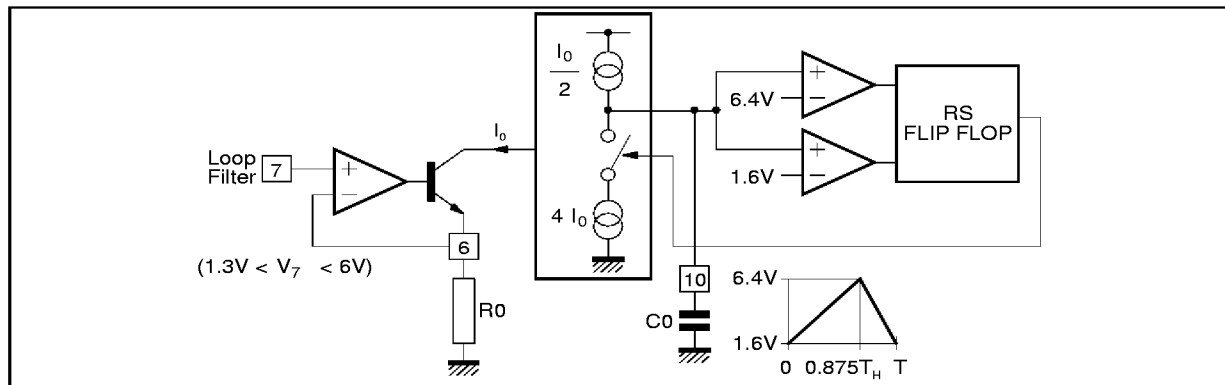 I0
2
I0
Loop
Filter
7
+
−
6
(1.3V < V7 < 6V)
R0
4 I0
10
C0
+
6.4V −
+
1.6V −
RS
FLIP FLOP
6.4V
1.6V
0 0.875TH T